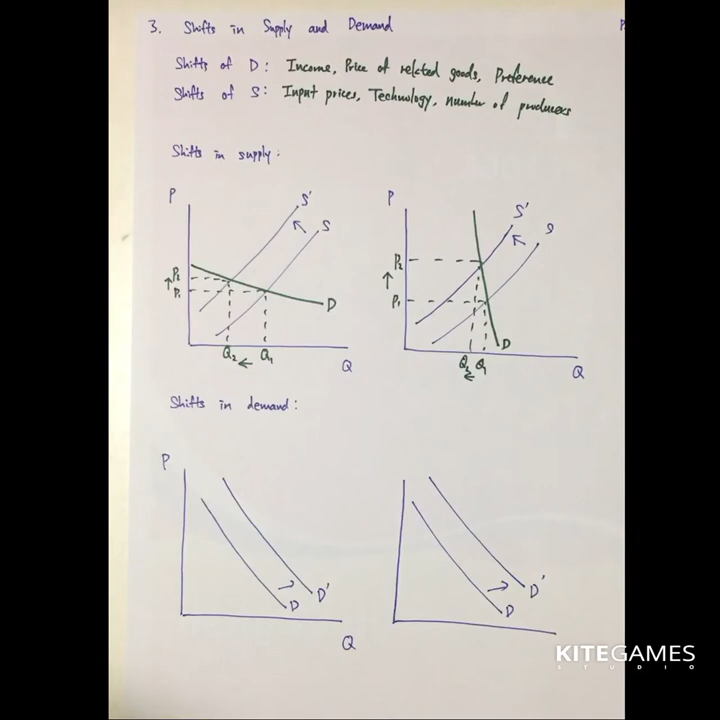 3. Shifts in Supply and Demand
Shifts of D: Income, Price of related goods, Preference
Shifts of S: Input prices, Technology, number of producers
Shifts in supply:
P
S'
S
P2
P1
D
Q2
Q1
Q
P
S'
S
P2
P1
D
Q2
Q1
Q
Shifts in demand:
P
D
D'
Q
D
D'
KITEGAMES
STUDIO